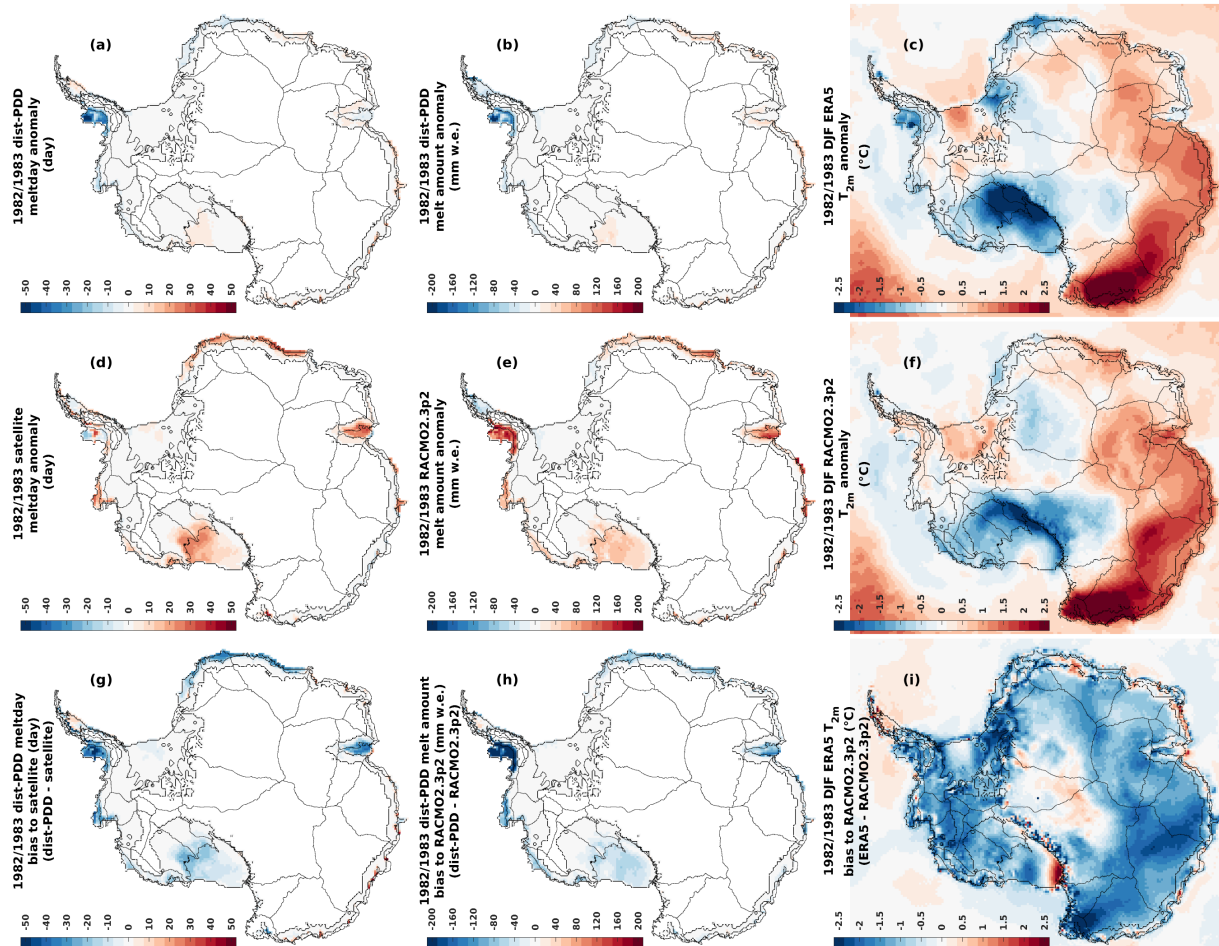 (a)
1982/1983 dist-PDD
meltday anomaly
(day)
-50
-40
-30
-20
-10
0
10
20
30
40
50
(b)
1982/1983 dist-PDD
melt amount anomaly
(mm w.e.)
-200
-160
-120
-80
-40
0
40
80
120
160
200
(c)
1982/1983 DJF ERA5
T2m anomaly
(°C)
-2.5
-2
-1.5
-1
-0.5
0
0.5
1
1.5
2
2.5
(d)
1982/1983 satellite
meltday anomaly
(day)
-50
-40
-30
-20
-10
0
10
20
30
40
50
(e)
1982/1983 RACMO2.3p2
melt amount anomaly
(mm w.e.)
-200
-160
-120
-80
-40
0
40
80
120
160
200
(f)
1982/1983 DJF RACMO2.3p2
T2m anomaly
(°C)
-2.5
-2
-1.5
-1
-0.5
0
0.5
1
1.5
2
2.5
(g)
1982/1983 dist-PDD meltday
bias to satellite (day)
(dist-PDD - satellite)
-50
-40
-30
-20
-10
0
10
20
30
40
50
(h)
1982/1983 dist-PDD melt amount
bias to RACMO2.3p2 (mm w.e.)
(dist-PDD - RACMO2.3p2)
-200
-160
-120
-80
-40
0
40
80
120
160
200
(i)
1982/1983 DJF ERA5 T2m
bias to RACMO2.3p2 (°C)
(ERA5 - RACMO2.3p2)
-2.5
-2
-1.5
-1
-0.5
0
0.5
1
1.5
2
2.5